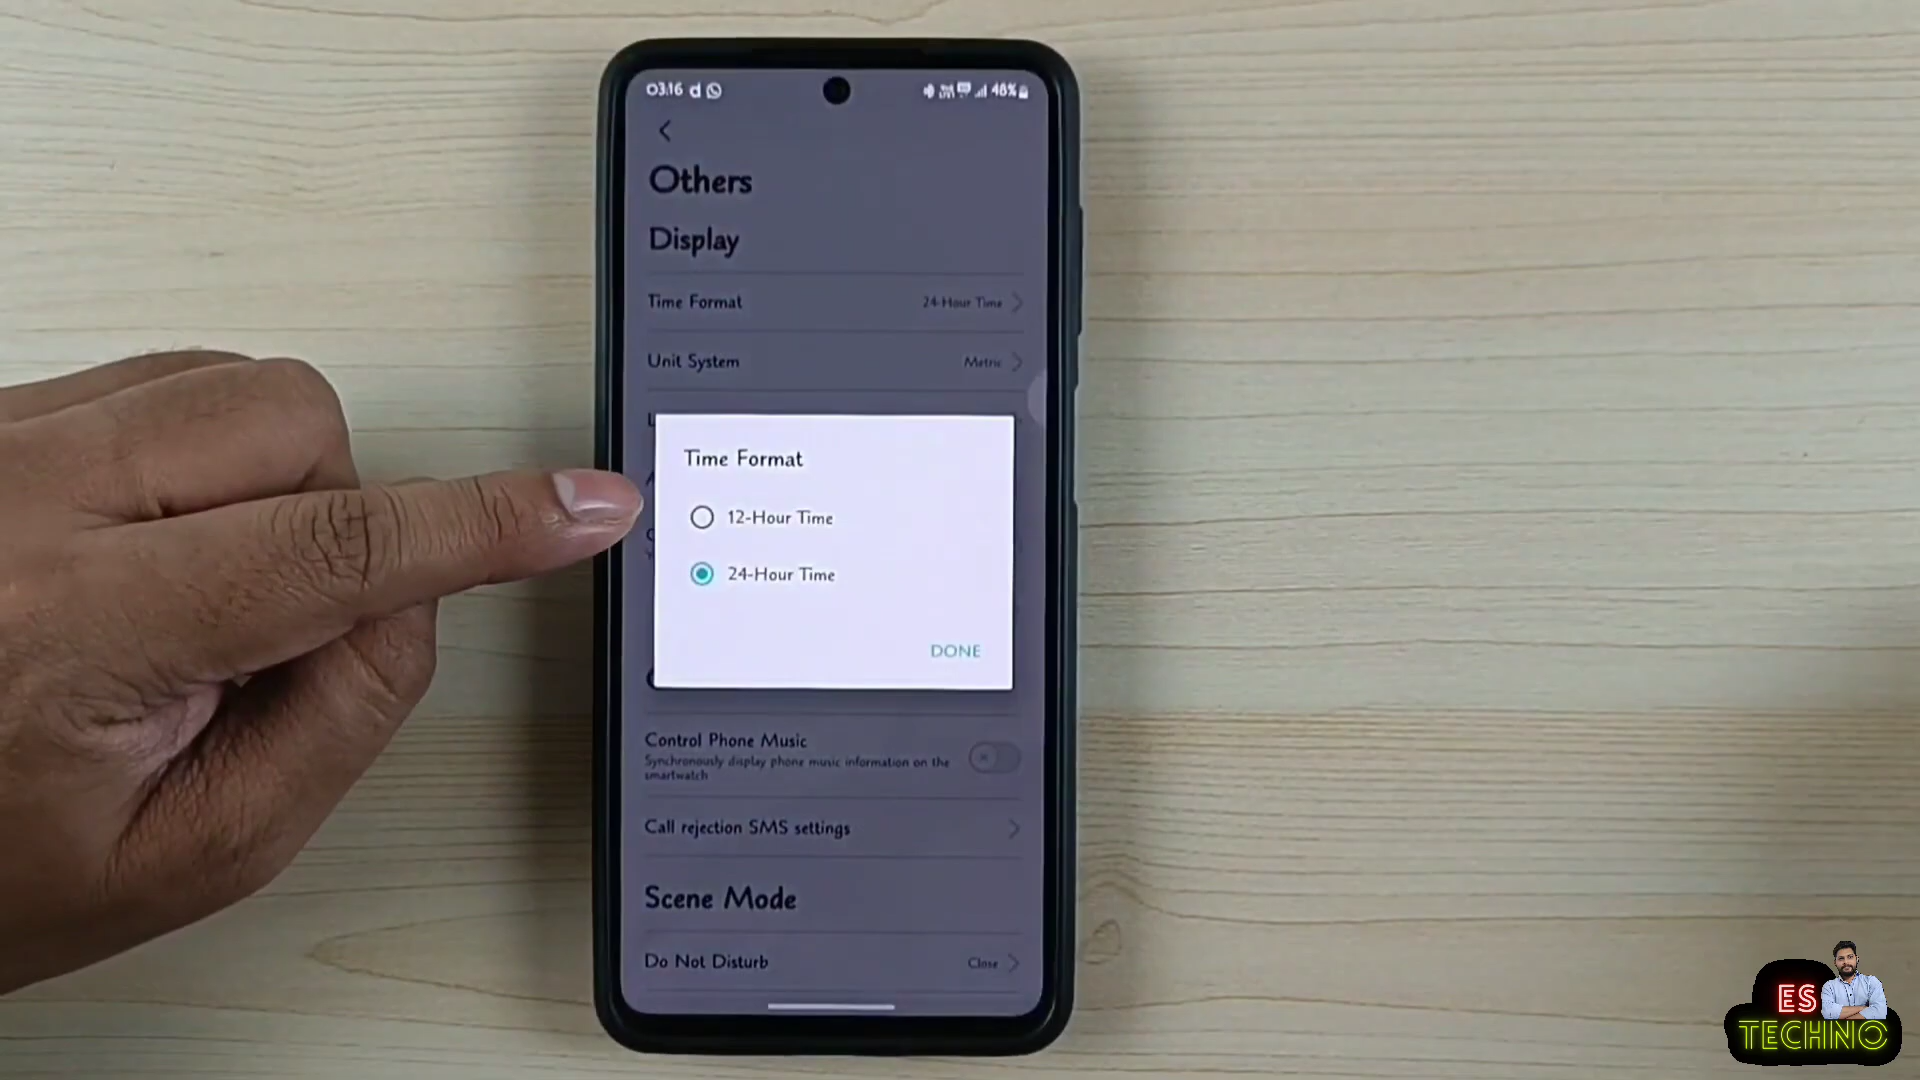 03:16 d
48%
Others
Display
Time Format 24-Hour Time
Unit System Metric
L
Time Format
12-Hour Time
24-Hour Time
DONE
Control Phone Music
Synchronously display phone music information on the
smartwatch
Call rejection SMS settings
Scene Mode
Do Not Disturb Close
ES
TECHNO